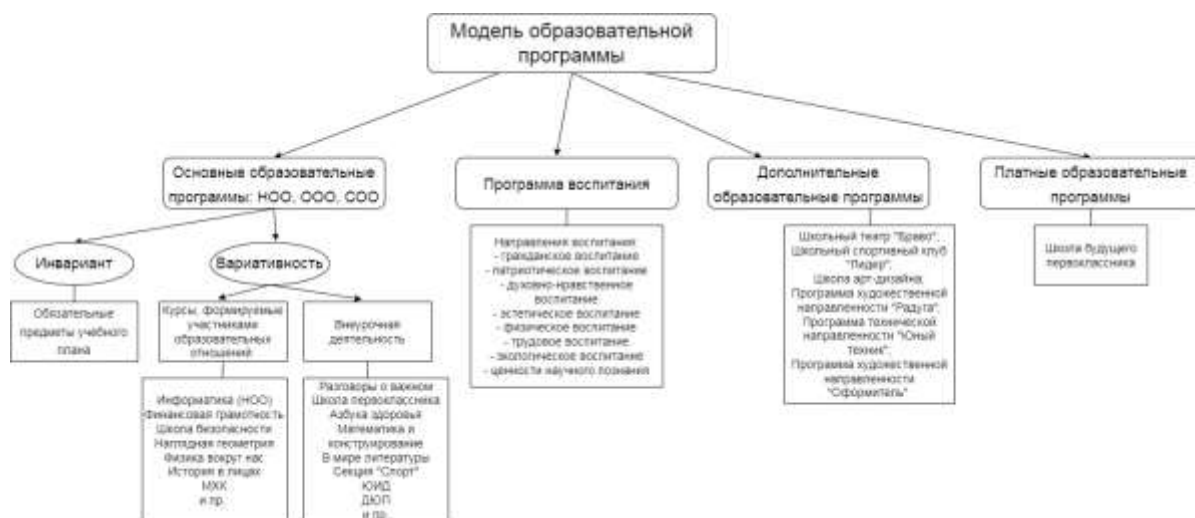 Модель образовательной
программы
Основные образовательные
программы: НОО, ООО, СОО
Программа воспитания
Дополнительные
образовательные программы
Платные образовательные
программы
Инвариант
Вариативность
Обязательные
предметы учебного
плана
Курсы, формируемые
участниками
образовательных
отношений
Внеурочная
деятельность
Информатика (НОО)
Финансовая грамотность
Школа безопасности
Наглядная геометрия
Физика вокруг нас
История в лицах
МХК
и пр.
Разговоры о важном
Школа первоклассника
Азбука здоровья
Математика и
конструирование
В мире литературы
Секция "Спорт"
ЮИД
ДЮП
и пр.
Направления воспитания:
- гражданское воспитание
- патриотическое воспитание
- духовно-нравственное
воспитание
- эстетическое воспитание
- физическое воспитание
- трудовое воспитание
- экологическое воспитание
- ценности научного познания
Школьный театр "Браво";
Школьный спортивный клуб
"Лидер";
Школа арт-дизайна;
Программа художественной
направленности "Радуга";
Программа технической
направленности "Юный
техник";
Программа художественной
направленности
"Оформитель"
Школа будущего
первоклассника